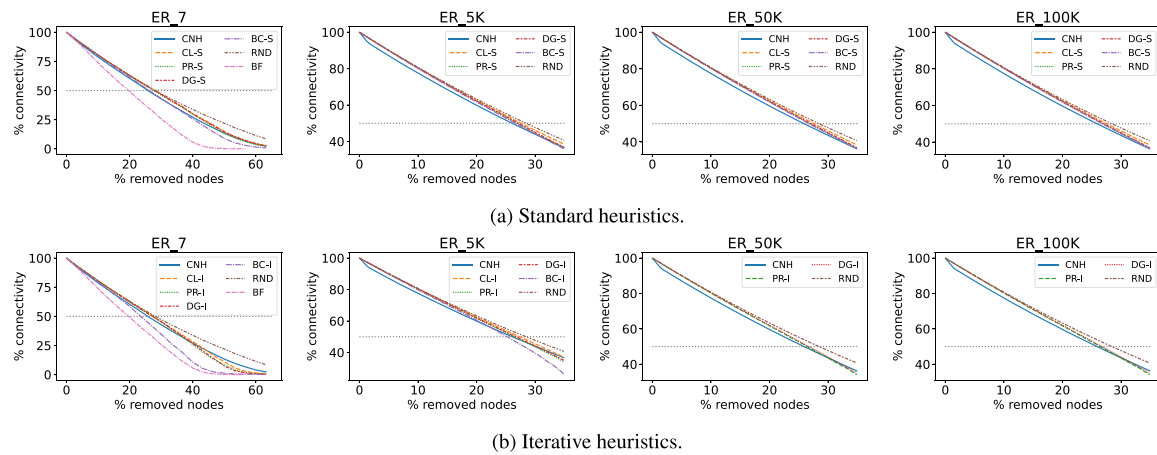 ER_7 ER_5K ER_50K ER_100K
100 75 50 25 0
% connectivity
CNH CL-S PR-S DG-S BC-S RND BF
0 20 40 60
% removed nodes
100 80 60 40
% connectivity
CNH CL-S PR-S DG-S BC-S RND
0 10 20 30
% removed nodes
100 80 60 40
% connectivity
CNH CL-S PR-S DG-S BC-S RND
0 10 20 30
% removed nodes
100 80 60 40
% connectivity
CNH CL-S PR-S DG-S BC-S RND
0 10 20 30
% removed nodes
(a) Standard heuristics.
ER_7 ER_5K ER_50K ER_100K
100 75 50 25 0
% connectivity
CNH CL-I PR-I DG-I BC-I RND BF
0 20 40 60
% removed nodes
100 80 60 40
% connectivity
CNH CL-I PR-I DG-I BC-I RND
0 10 20 30
% removed nodes
100 80 60 40
% connectivity
CNH PR-I DG-I RND
0 10 20 30
% removed nodes
100 80 60 40
% connectivity
CNH PR-I DG-I RND
0 10 20 30
% removed nodes
(b) Iterative heuristics.